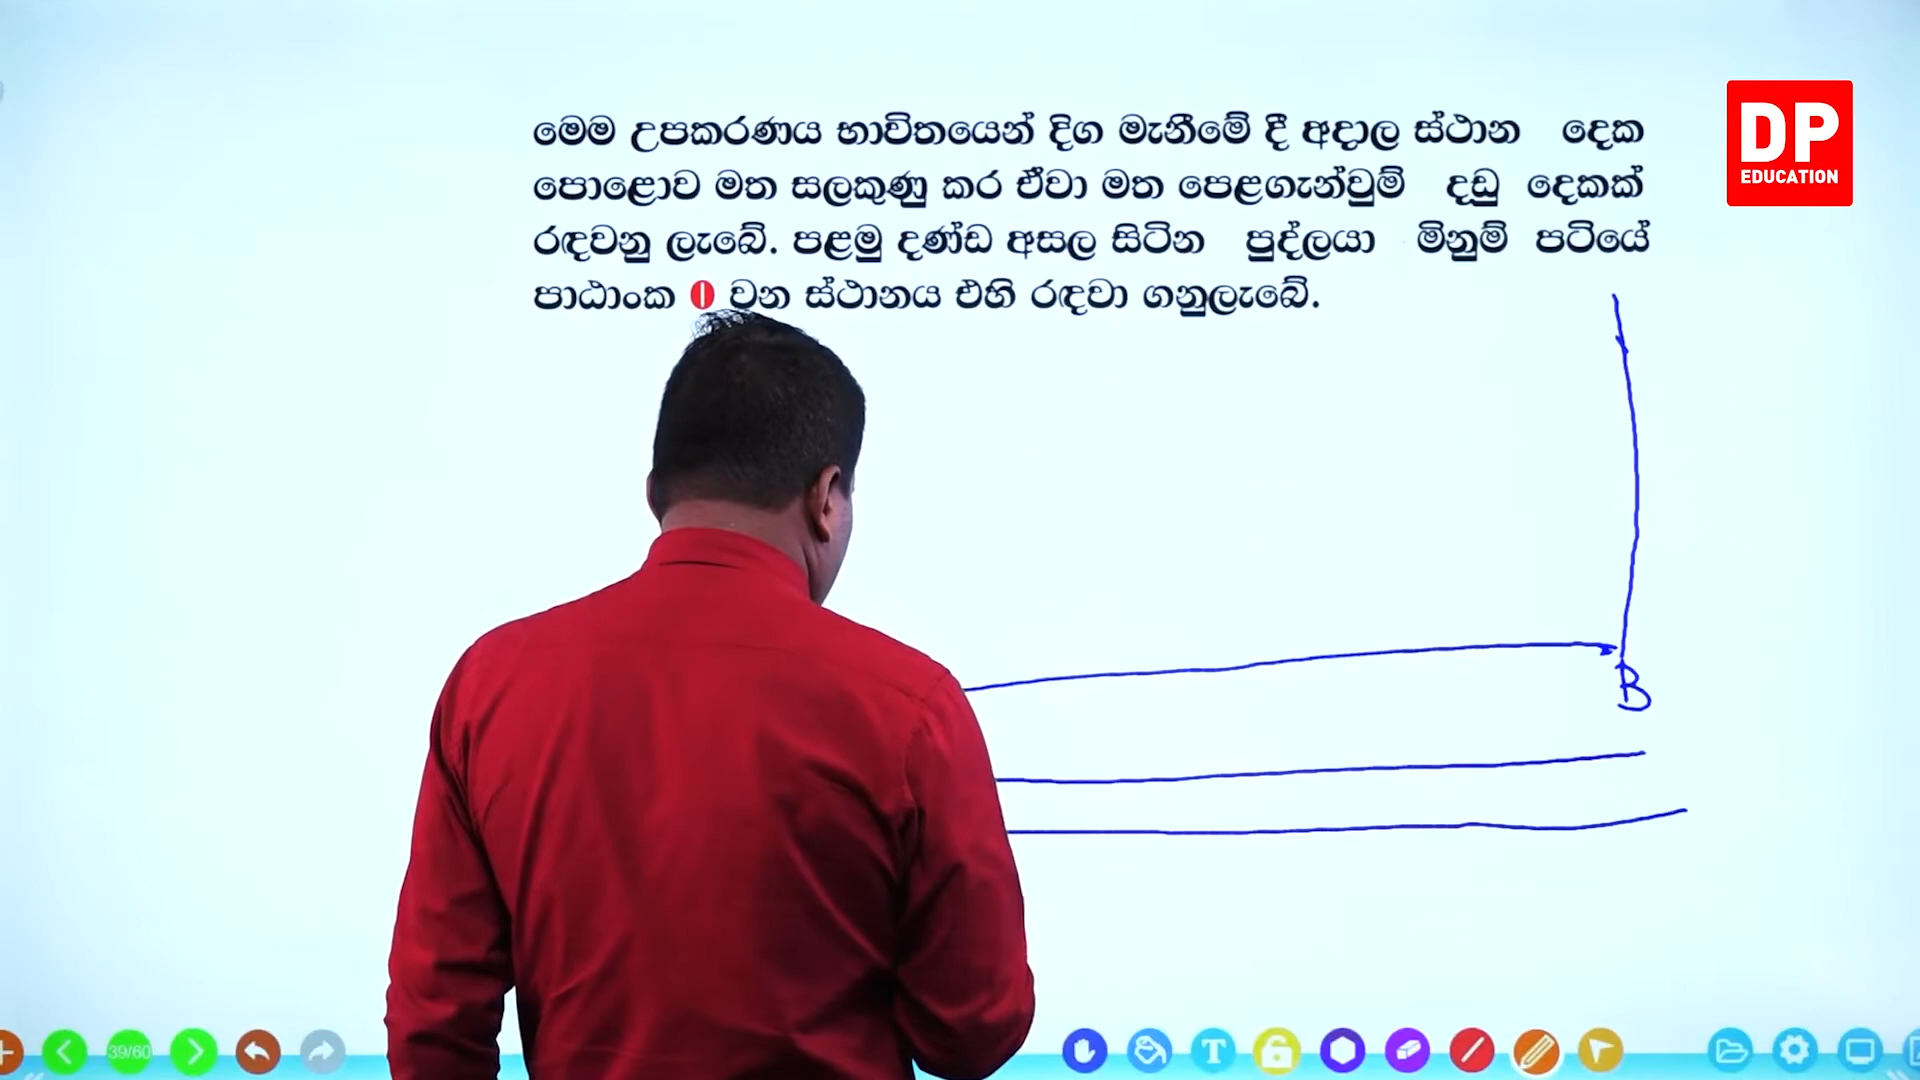 මෙම උපකරණය භාවිතයෙන් දිග මැනීමේ දී අදාල ස්ථාන දෙක
පොළොව මත සලකුණු කර ඒවා මත පෙළගැන්වුම් දඬු දෙකක්
රඳවනු ලැබේ. පළමු දණ්ඩ අසල සිටින පුද්ලයා මිනුම් පටියේ
පාඨාංක 0 වන ස්ථානය එහි රඳවා ගනුලැබේ.
DP
EDUCATION
B
39/60
T